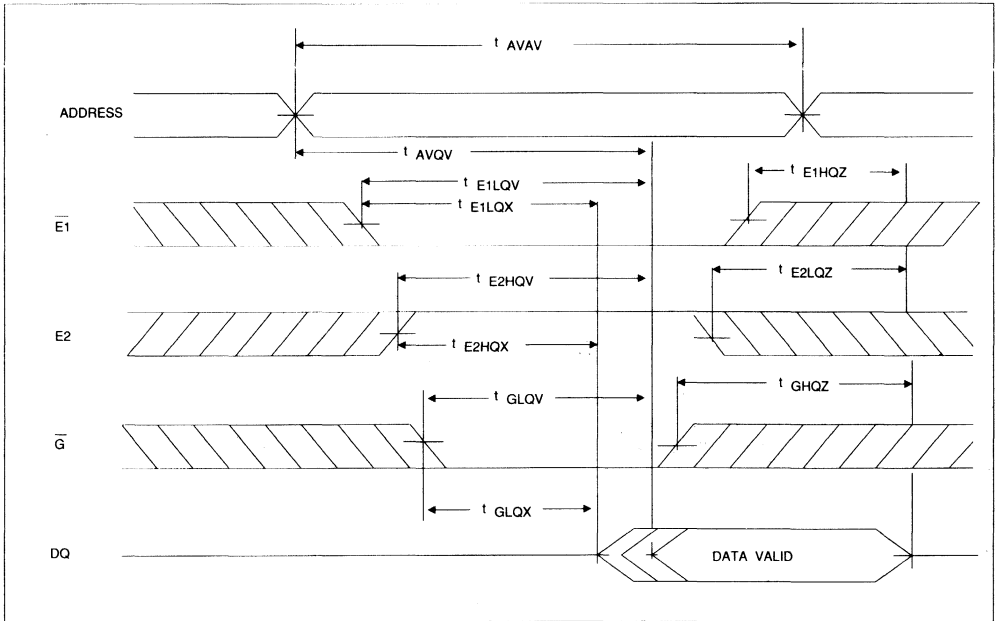 t AVAV
ADDRESS
t AVQV
t E1LQV
t E1HQZ
t E1LQX
E1
t E2HQV
t E2LQZ
E2
t E2HQX
t GLQV
t GHQZ
G
t GLQX
DQ
DATA VALID